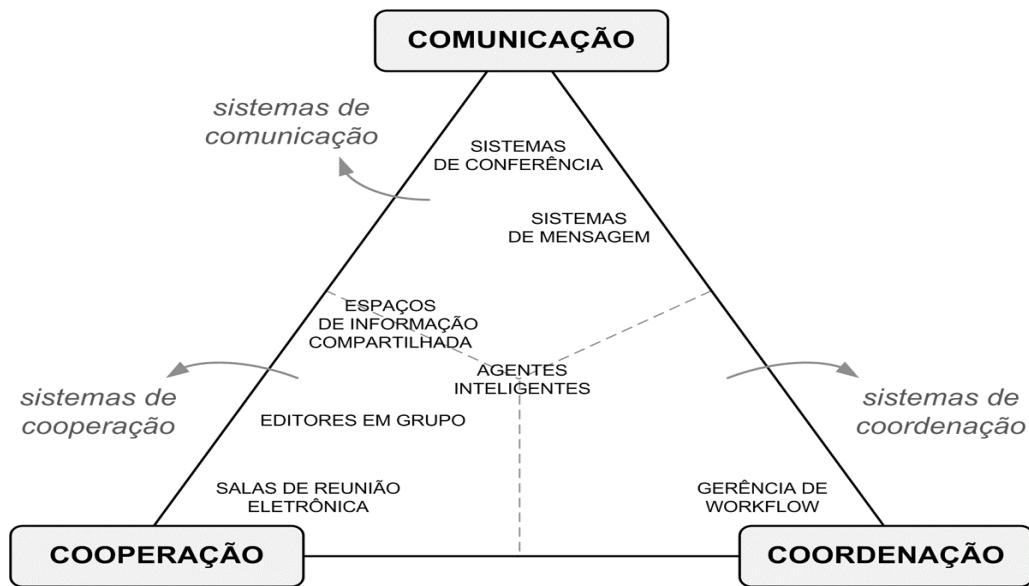 COMUNICAÇÃO
sistemas de
comunicação
SISTEMAS
DE CONFERÊNCIA
SISTEMAS
DE MENSAGEM
ESPAÇOS
DE INFORMAÇÃO
COMPARTILHADA
AGENTES
INTELIGENTES
sistemas de
cooperação
sistemas de
coordenação
EDITORES EM GRUPO
SALAS DE REUNIÃO
ELETRÔNICA
GERÊNCIA DE
WORKFLOW
COOPERAÇÃO
COORDENAÇÃO